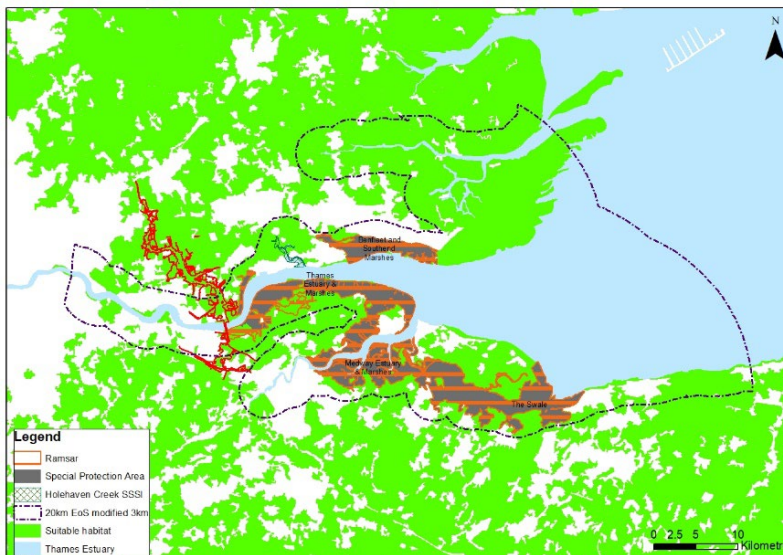 N
Benfleet and
Southend
Marshes
Thames
Estuary &
Marshes
Medway Estuary
& Marshes
The Swale
Legend
Ramsar
Special Protection Area
Holehaven Creek SSSI
20km EoS modified 3km
Suitable habitat
Thames Estuary
0 2.5 5 10
Kilomet